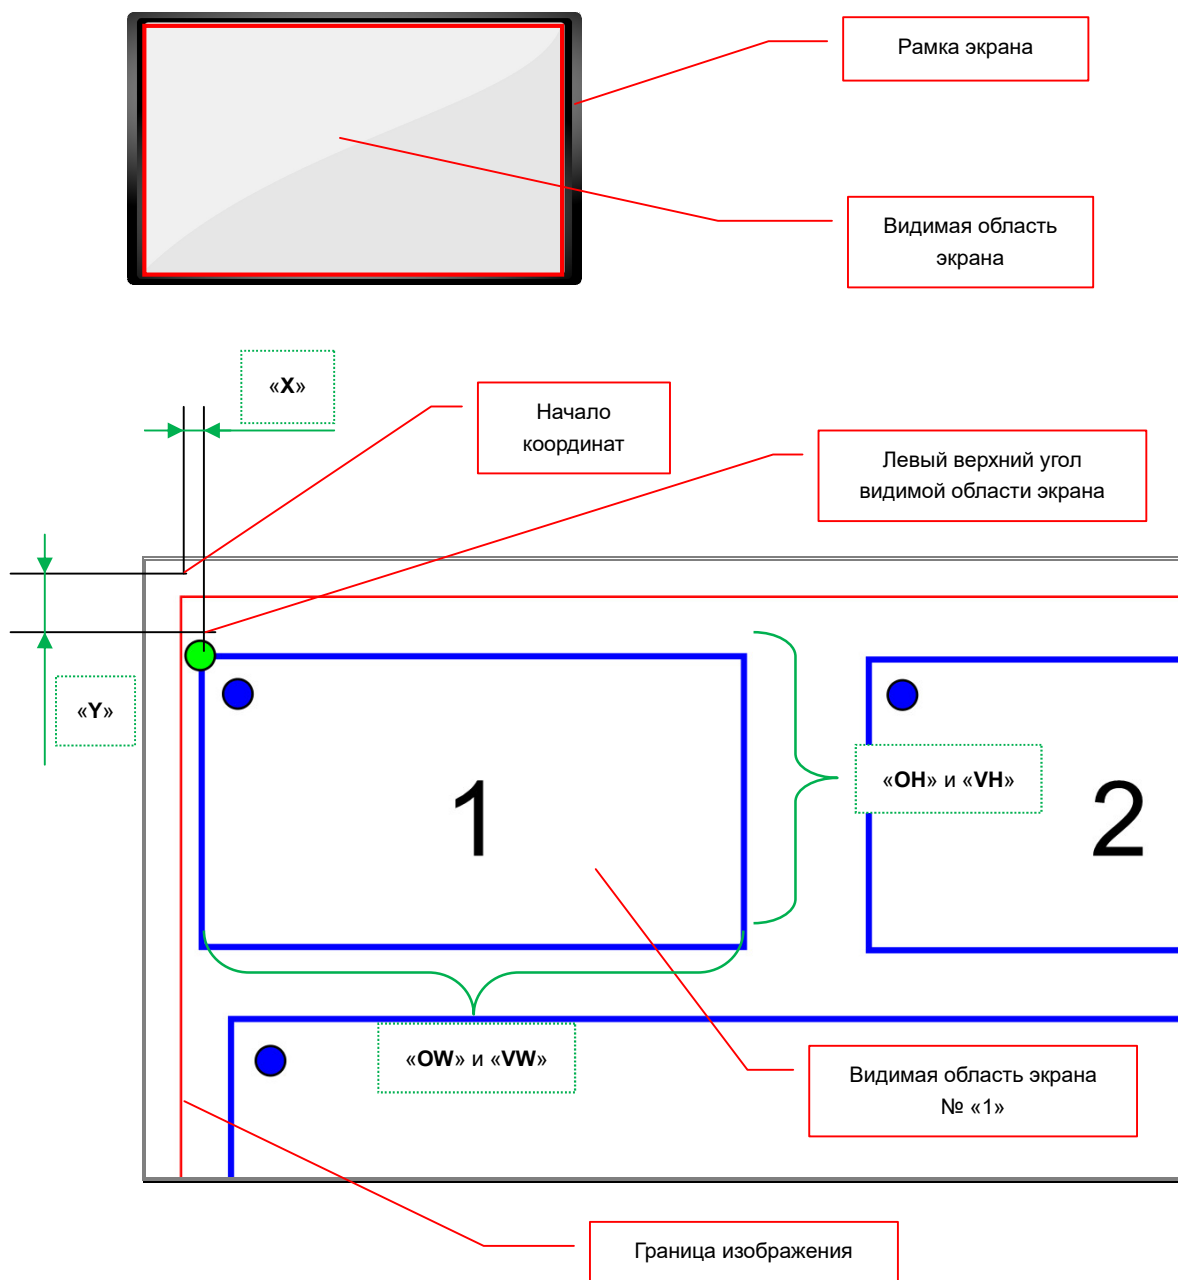 Рамка экрана
Видимая область
экрана
«X»
Начало
координат
Левый верхний угол
видимой области экрана
«Y»
1
«OH» и «VH»
2
«OW» и «VW»
Видимая область экрана
№ «1»
Граница изображения